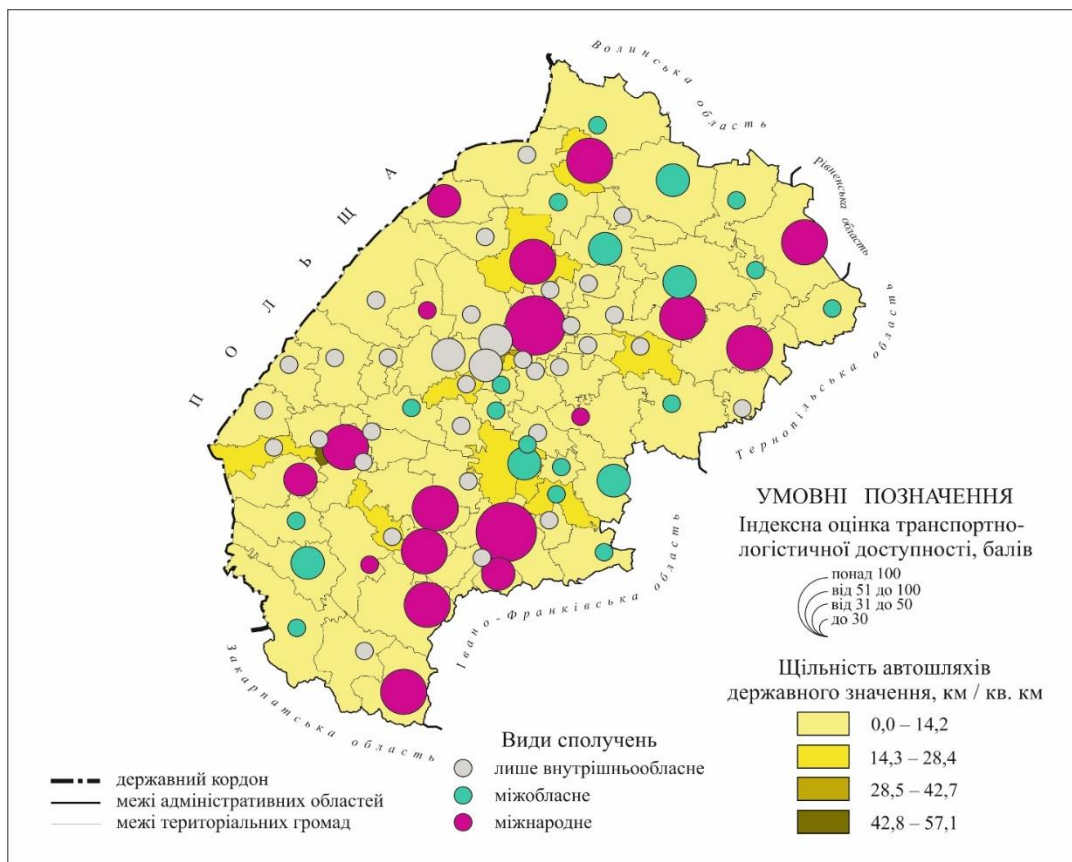 Волинська область
Рівненська область
ПОЛЬЩА
Тернопільська область
Івано-Франківська область
Закарпатська область
УМОВНІ ПОЗНАЧЕННЯ
Індексна оцінка транспортно-
логістичної доступності, балів
понад 100
від 51 до 100
від 31 до 50
до 30
Щільність автошляхів
державного значення, км / кв. км
0,0 – 14,2
14,3 – 28,4
28,5 – 42,7
42,8 – 57,1
Види сполучень
лише внутрішньообласне
міжобласне
міжнародне
державний кордон
межі адміністративних областей
межі територіальних громад